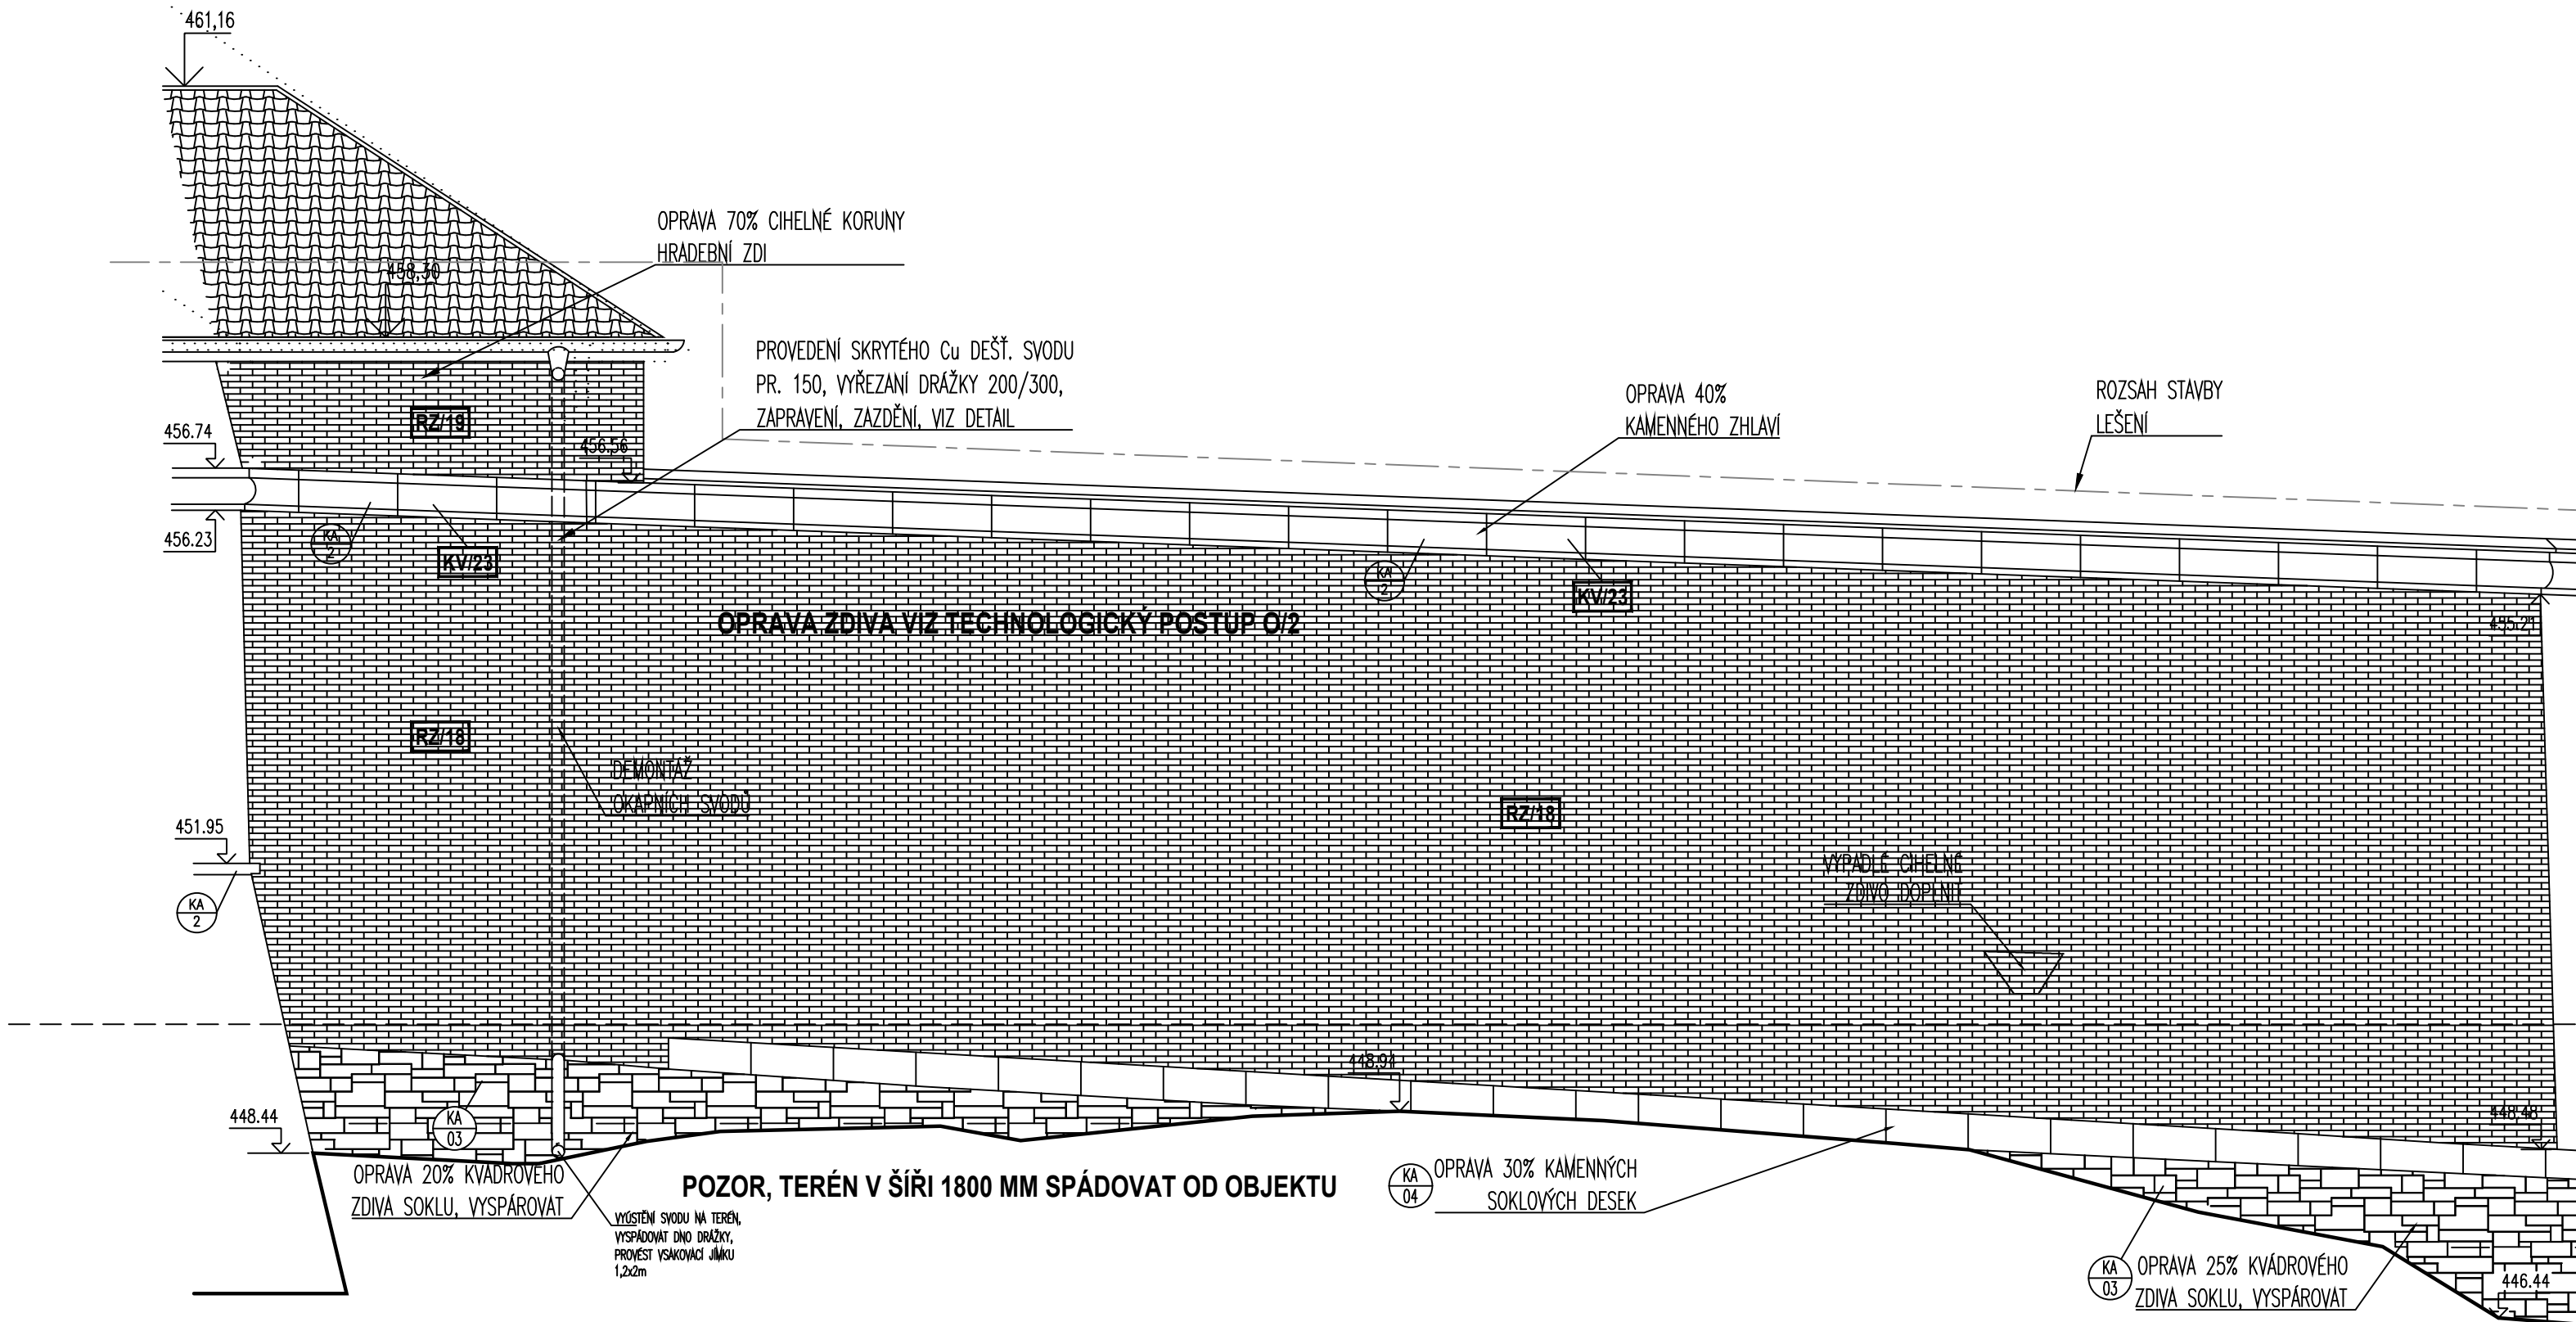 461,16
OPRAVA 70% CIHELNÉ KORUNY
HRADEBNÍ ZDI
458,30
PROVEDENÍ SKRYTÉHO Cu DEŠŤ. SVODU
PR. 150, VYŘEZANÍ DRÁŽKY 200/300,
ZAPRAVENÍ, ZAZDĚNÍ, VIZ DETAIL
OPRAVA 40%
KAMENNÉHO ZHLAVÍ
ROZSAH STAVBY
LEŠENÍ
RZ/19
456.74
456.56
456.23
KA
2
KV/23
KA
2
KV/23
OPRAVA ZDIVA VIZ TECHNOLOGICKÝ POSTUP O/2
455.21
RZ/18
DEMONTÁŽ
OKAPNÍCH SVODŮ
RZ/18
451.95
VYPADLÉ CIHELNÉ
ZDIVO DOPLNIT
KA
2
448.94
448.44
KA
03
448.48
OPRAVA 20% KVÁDROVÉHO
ZDIVA SOKLU, VYSPÁROVAT
POZOR, TERÉN V ŠÍŘI 1800 MM SPÁDOVAT OD OBJEKTU
KA
04
OPRAVA 30% KAMENNÝCH
SOKLOVÝCH DESEK
VYÚSTĚNÍ SVODU NA TERÉN,
VYSPÁDOVAT DNO DRÁŽKY,
PROVÉST VSAKOVACÍ JÍMKU
1,2x2m
KA
03
OPRAVA 25% KVÁDROVÉHO
ZDIVA SOKLU, VYSPÁROVAT
446.44